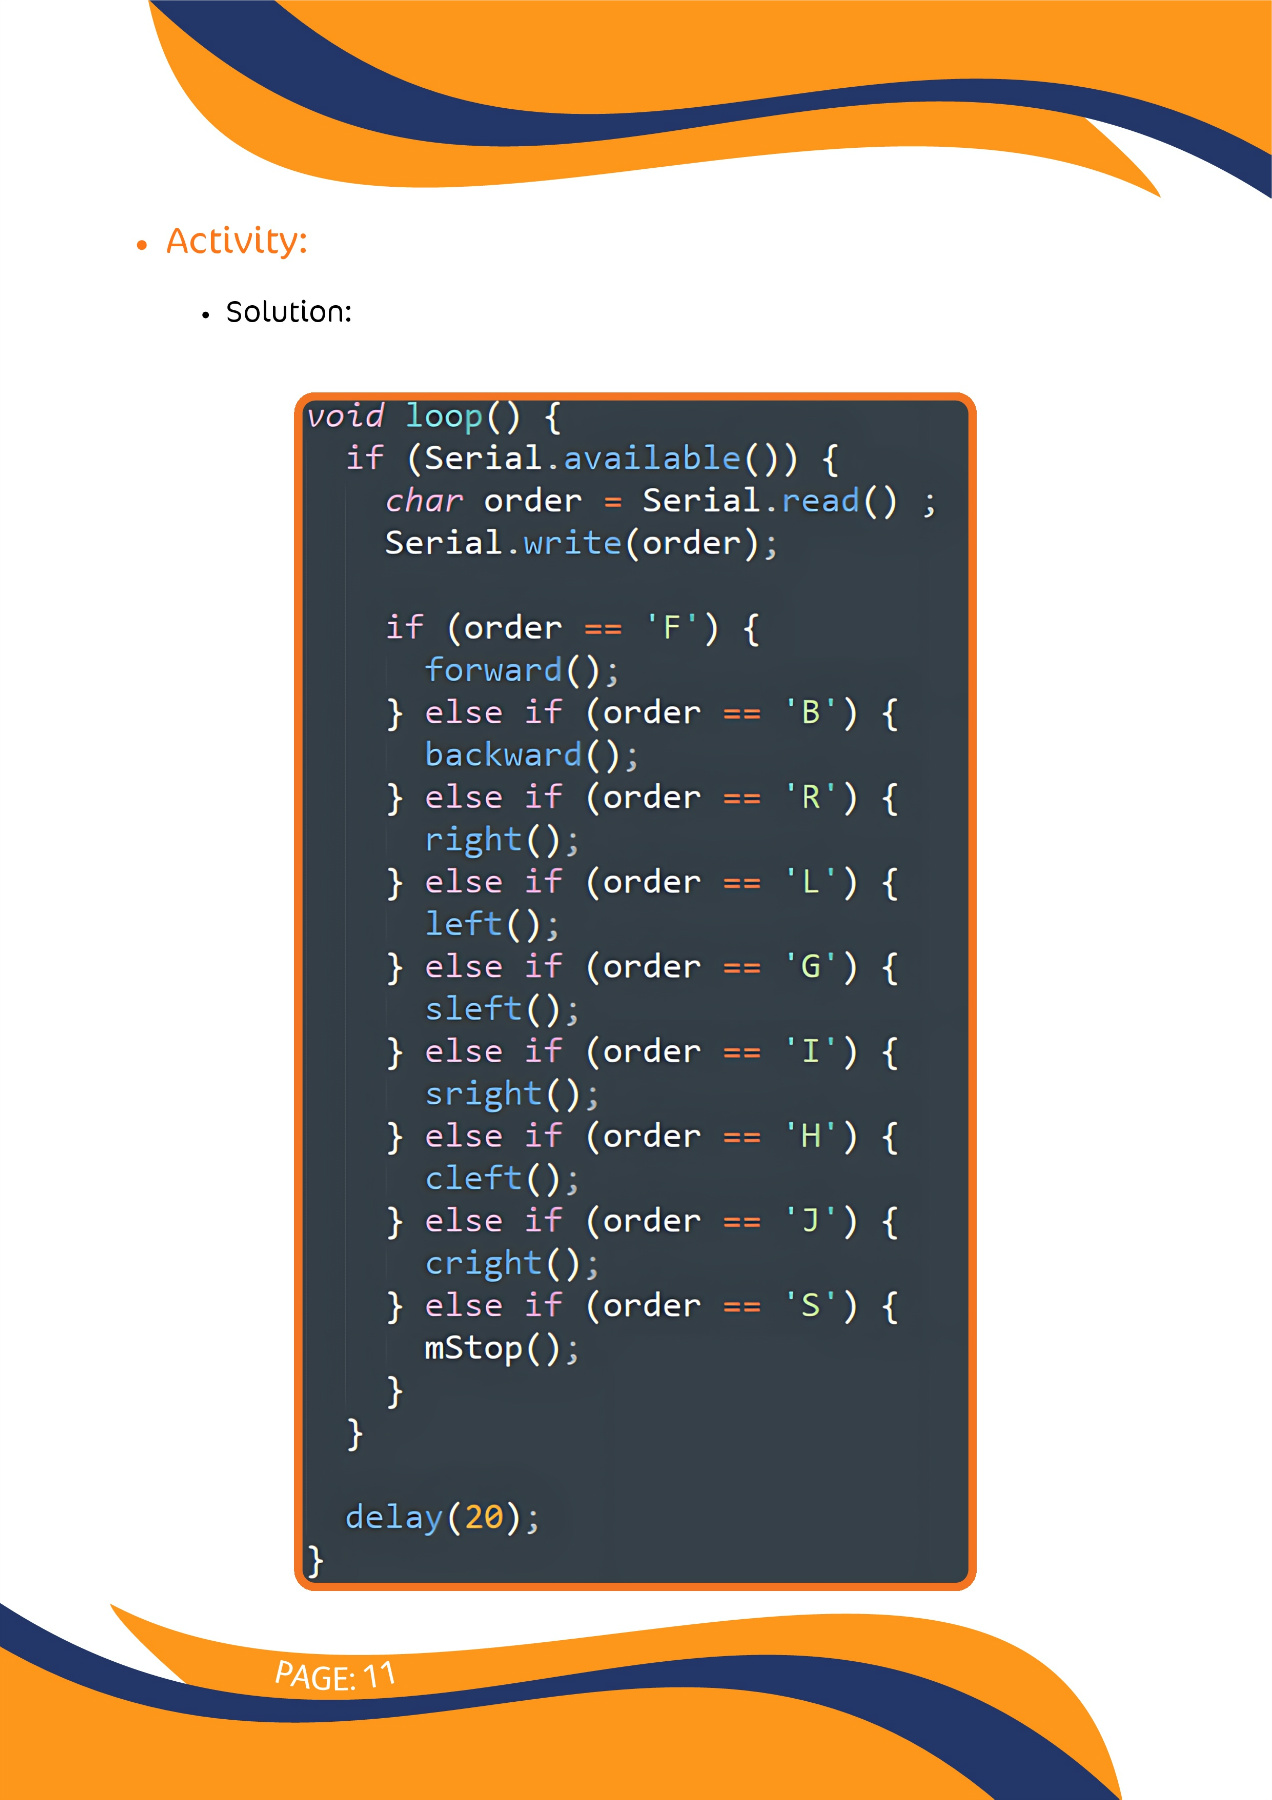 • Activity:
• Solution:
void loop() {
  if (Serial.available()) {
    char order = Serial.read() ;
    Serial.write(order);

    if (order == 'F') {
      forward();
    } else if (order == 'B') {
      backward();
    } else if (order == 'R') {
      right();
    } else if (order == 'L') {
      left();
    } else if (order == 'G') {
      sleft();
    } else if (order == 'I') {
      sright();
    } else if (order == 'H') {
      cleft();
    } else if (order == 'J') {
      cright();
    } else if (order == 'S') {
      mStop();
    }
  }

  delay(20);
}
PAGE: 11